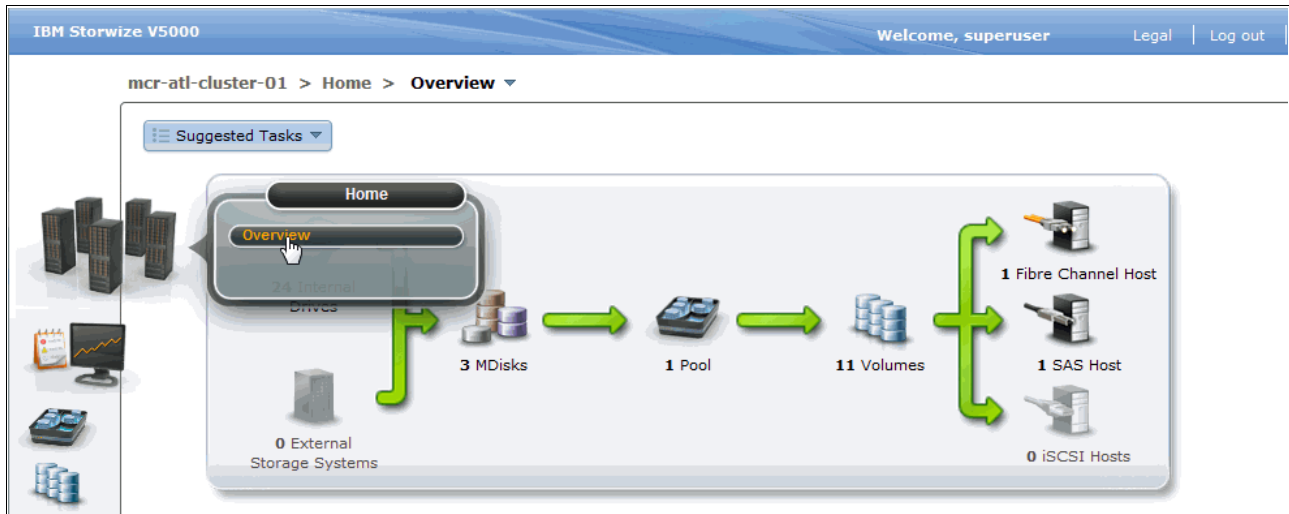 IBM Storwize V5000
Welcome, superuser
Legal
Log out
mcr-atl-cluster-01 > Home > Overview
Suggested Tasks
Home
Overview
24 Internal
Drives
1 Fibre Channel Host
3 MDisks
1 Pool
11 Volumes
1 SAS Host
0 External
Storage Systems
0 iSCSI Hosts